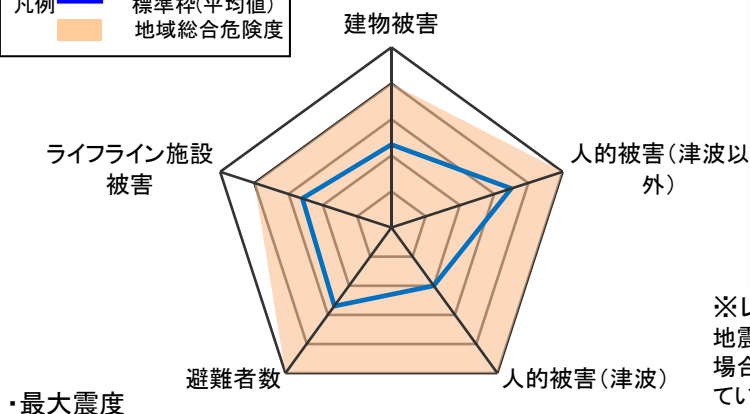 凡例 標準枠(平均値)
地域総合危険度
建物被害
ライフライン施設
被害
人的被害(津波以
外)
避難者数
人的被害(津波)
・最大震度
※レ
地震
場合
てい